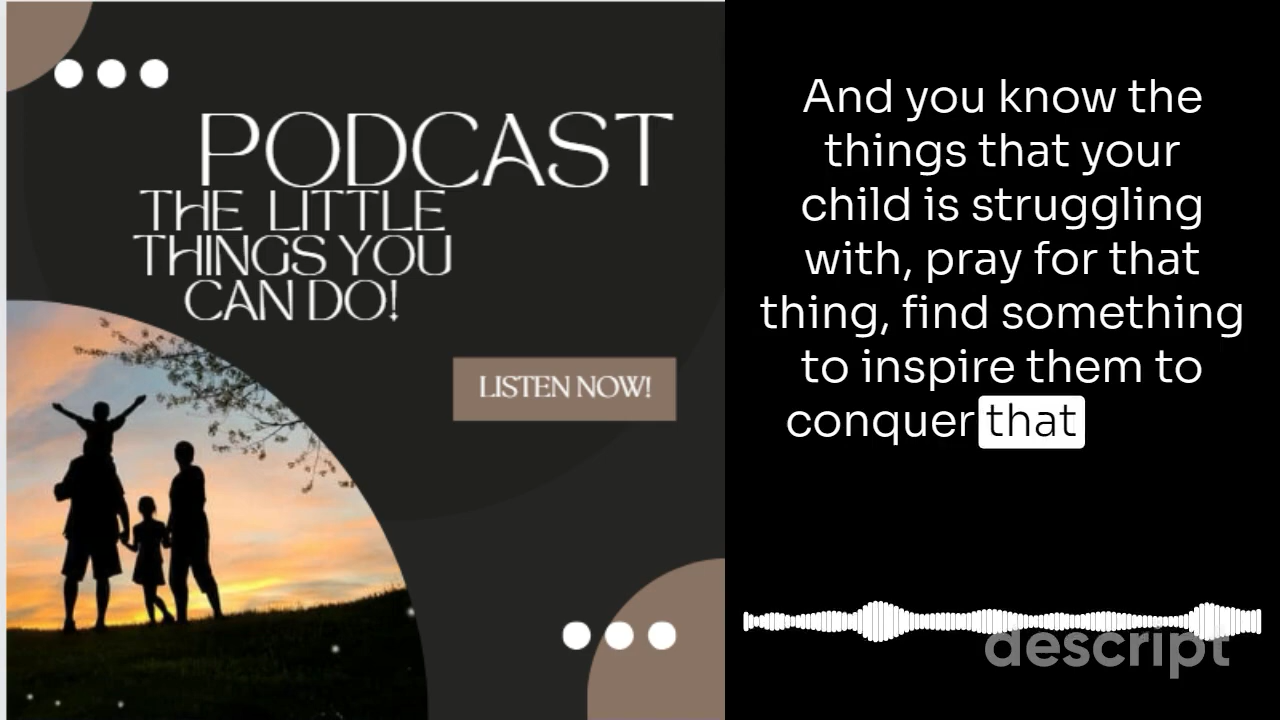 PODCAST
THE LITTLE
THINGS YOU
CAN DO!
LISTEN NOW!
And you know the
things that your
child is struggling
with, pray for that
thing, find something
to inspire them to
conquer that
descript